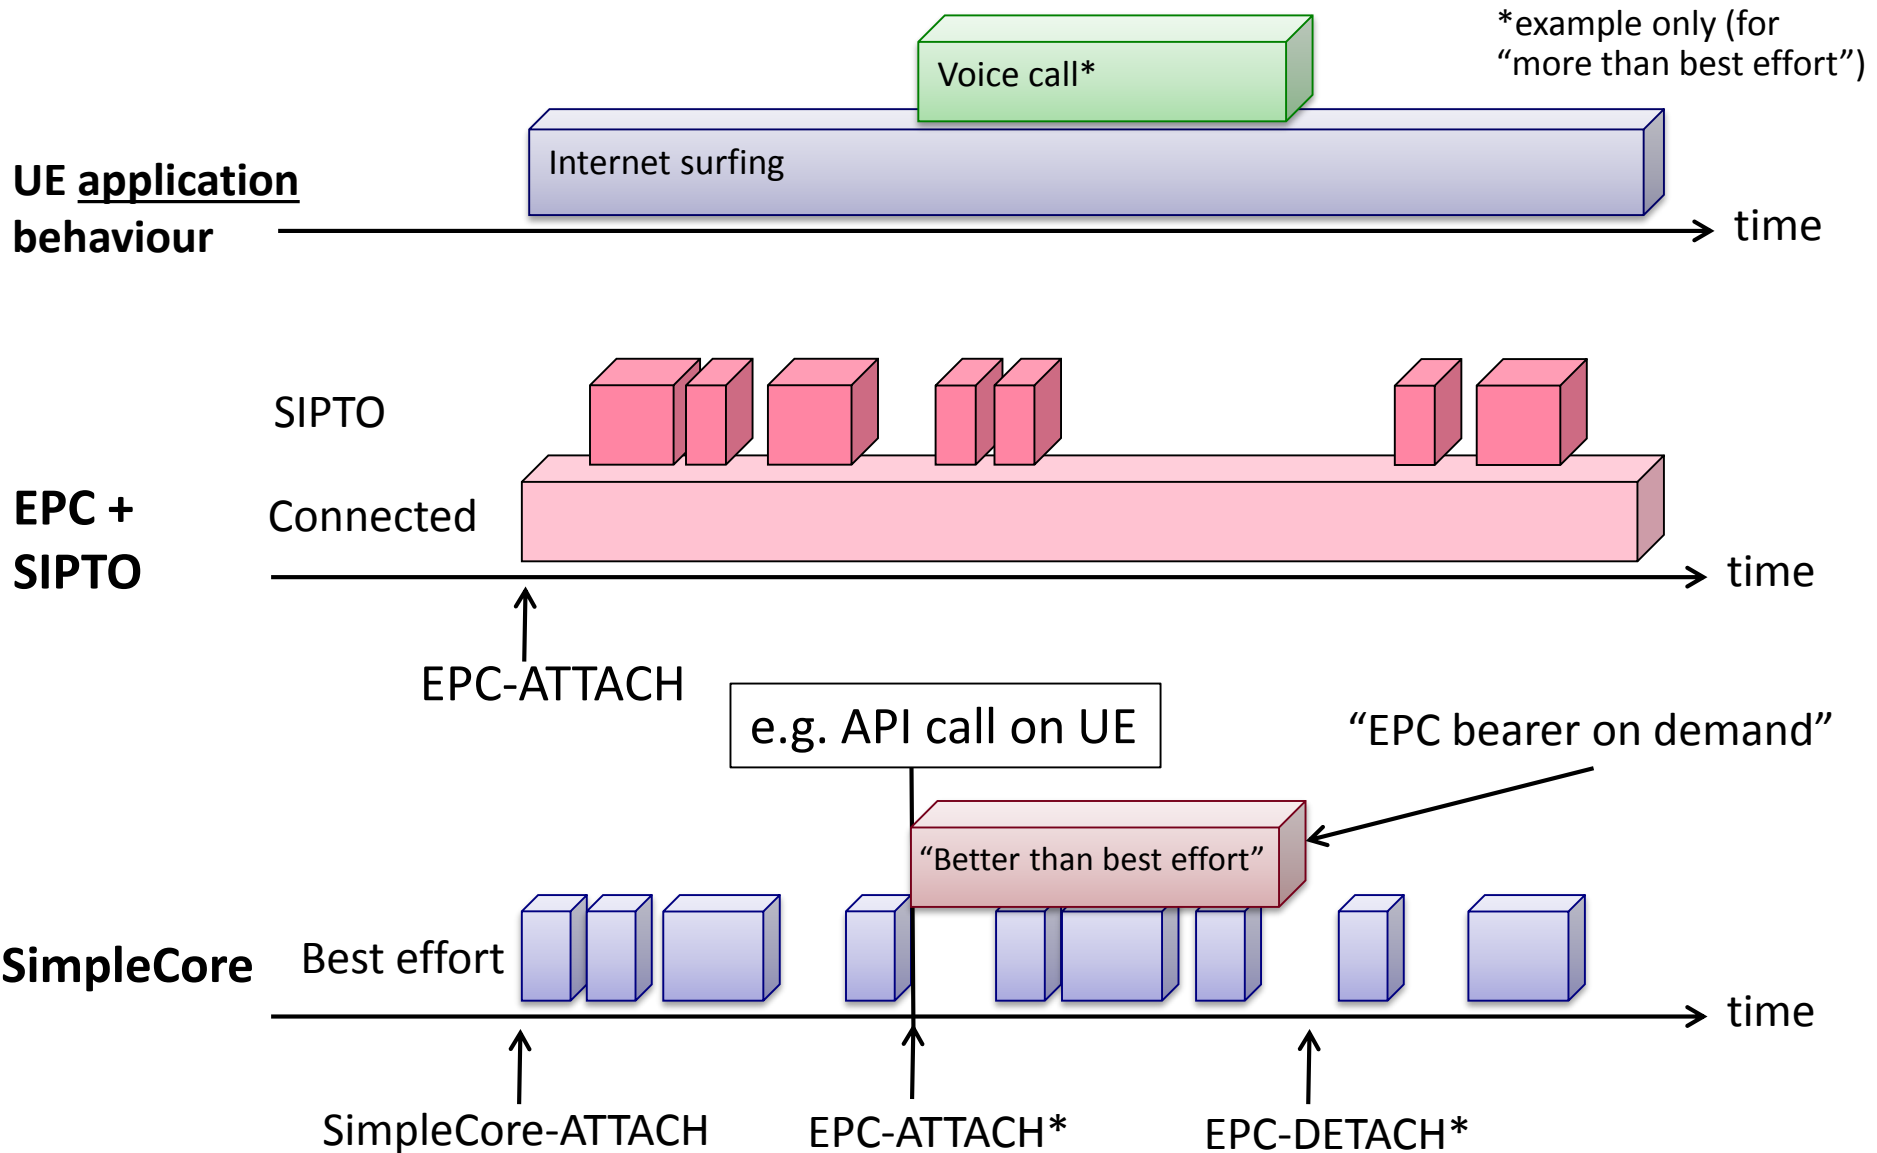 *example only (for
“more than best effort”)
Voice call*
Internet surfing
UE application
behaviour
time
SIPTO
EPC +
SIPTO
Connected
time
EPC-ATTACH
e.g. API call on UE
“EPC bearer on demand”
“Better than best effort”
SimpleCore
Best effort
time
SimpleCore-ATTACH
EPC-ATTACH*
EPC-DETACH*